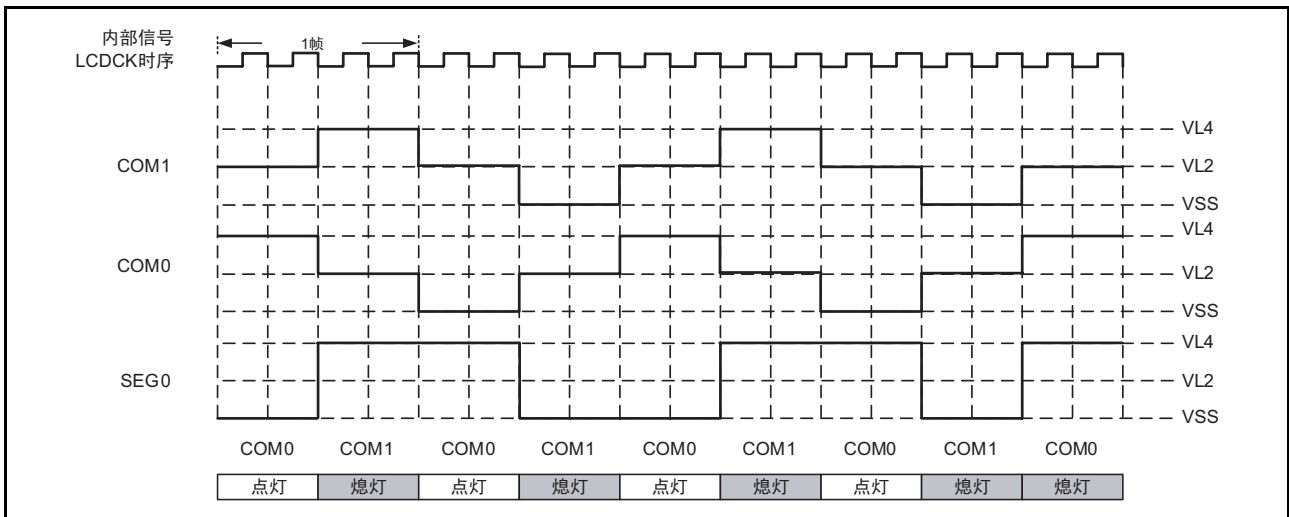 内部信号
LCDCK时序
1帧
VL4
COM1
VL2
VSS
VL4
COM0
VL2
VSS
VL4
SEG0
VL2
VSS
COM0 COM1 COM0 COM1 COM0 COM1 COM0 COM1 COM0
点灯 熄灯 点灯 熄灯 点灯 熄灯 点灯 熄灯 熄灯